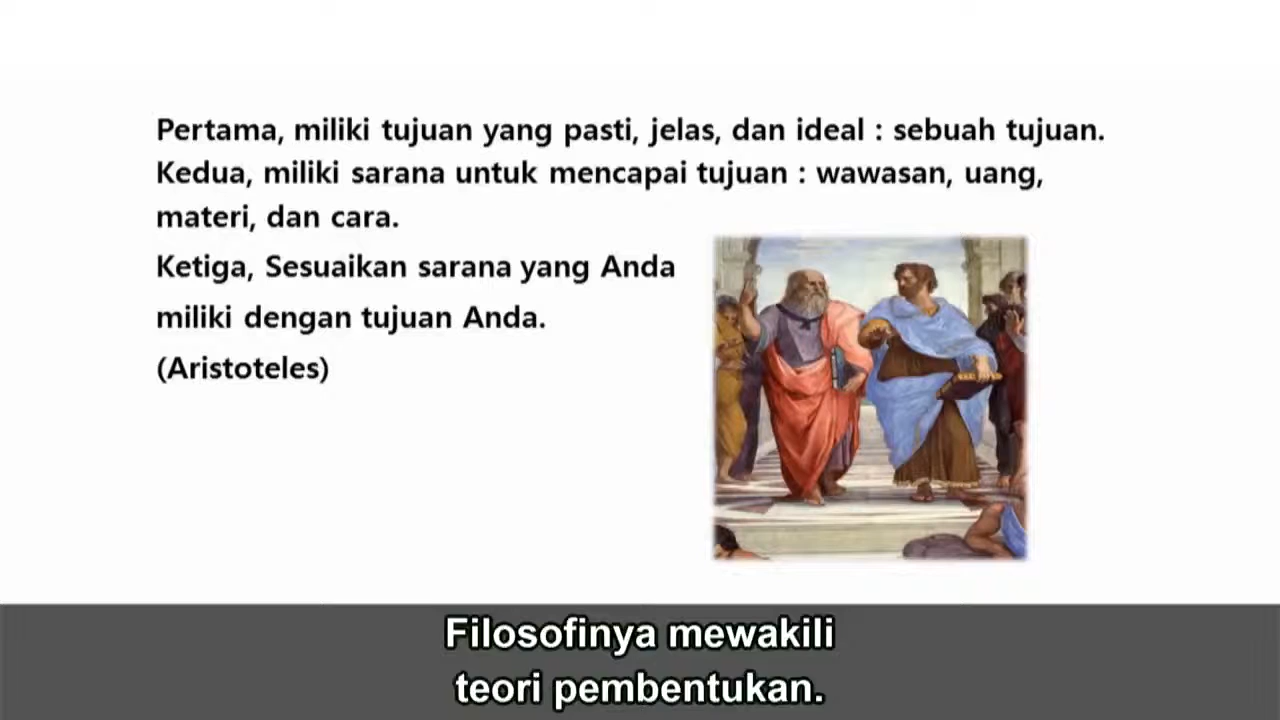 Pertama, miliki tujuan yang pasti, jelas, dan ideal : sebuah tujuan.
Kedua, miliki sarana untuk mencapai tujuan : wawasan, uang,
materi, dan cara.
Ketiga, Sesuaikan sarana yang Anda
miliki dengan tujuan Anda.
(Aristoteles)
Filosofinya mewakili
teori pembentukan.